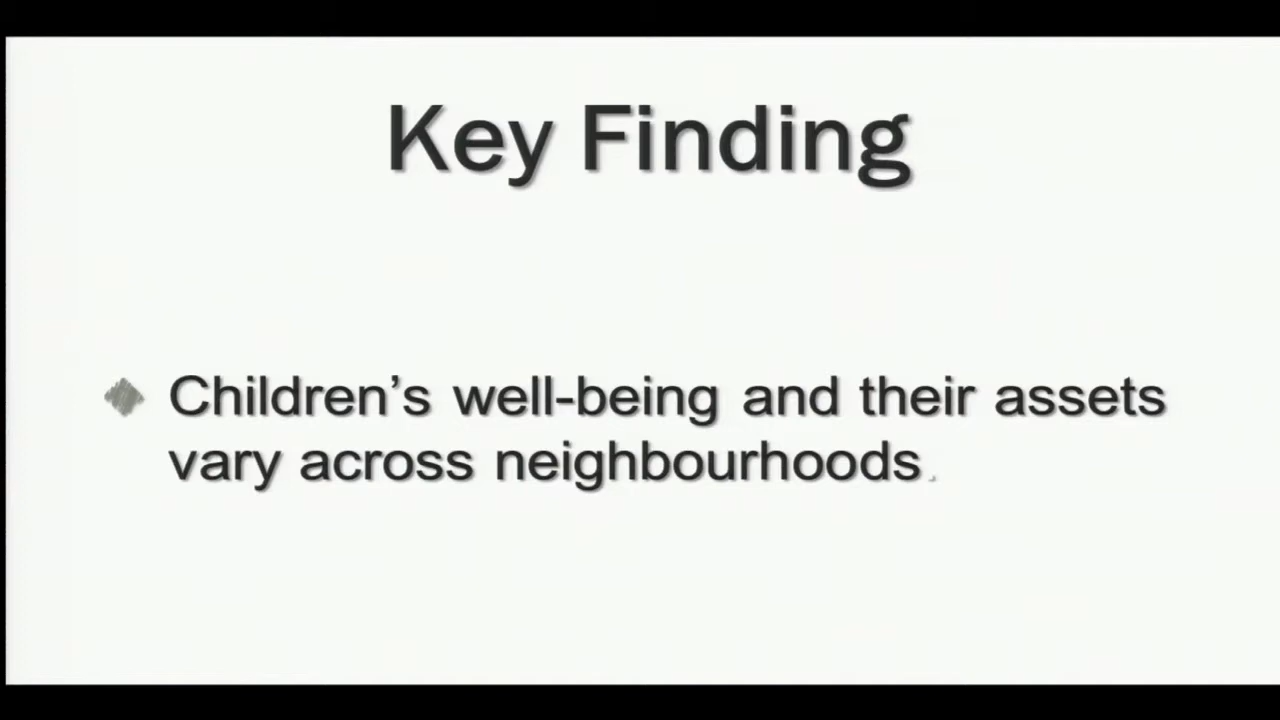 Key Finding
Children’s well-being and their assets
vary across neighbourhoods.